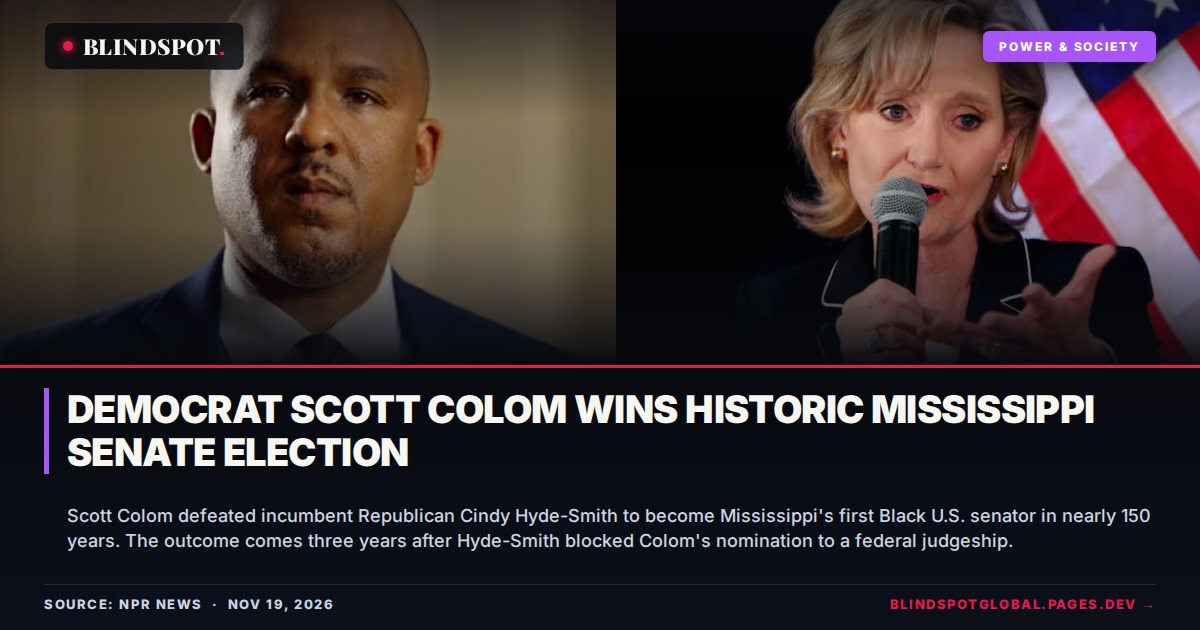 BLINDSPOT.
POWER & SOCIETY
DEMOCRAT SCOTT COLOM WINS HISTORIC MISSISSIPPI
SENATE ELECTION
Scott Colom defeated incumbent Republican Cindy Hyde-Smith to become Mississippi's first Black U.S. senator in nearly 150
years. The outcome comes three years after Hyde-Smith blocked Colom's nomination to a federal judgeship.
SOURCE: NPR NEWS · NOV 19, 2026
BLINDSPOTGLOBAL.PAGES.DEV →